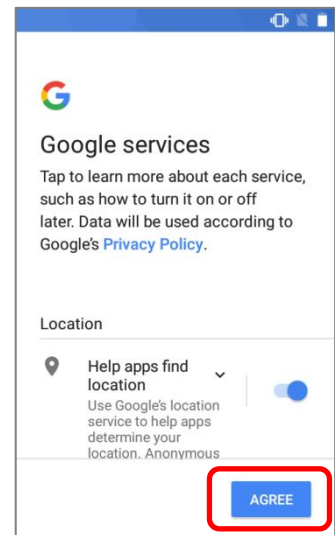 Google services
Tap to learn more about each service,
such as how to turn it on or off
later. Data will be used according to
Google's Privacy Policy.
Location
Help apps find
location
Use Google's location
service to help apps
determine your
location. Anonymous
AGREE